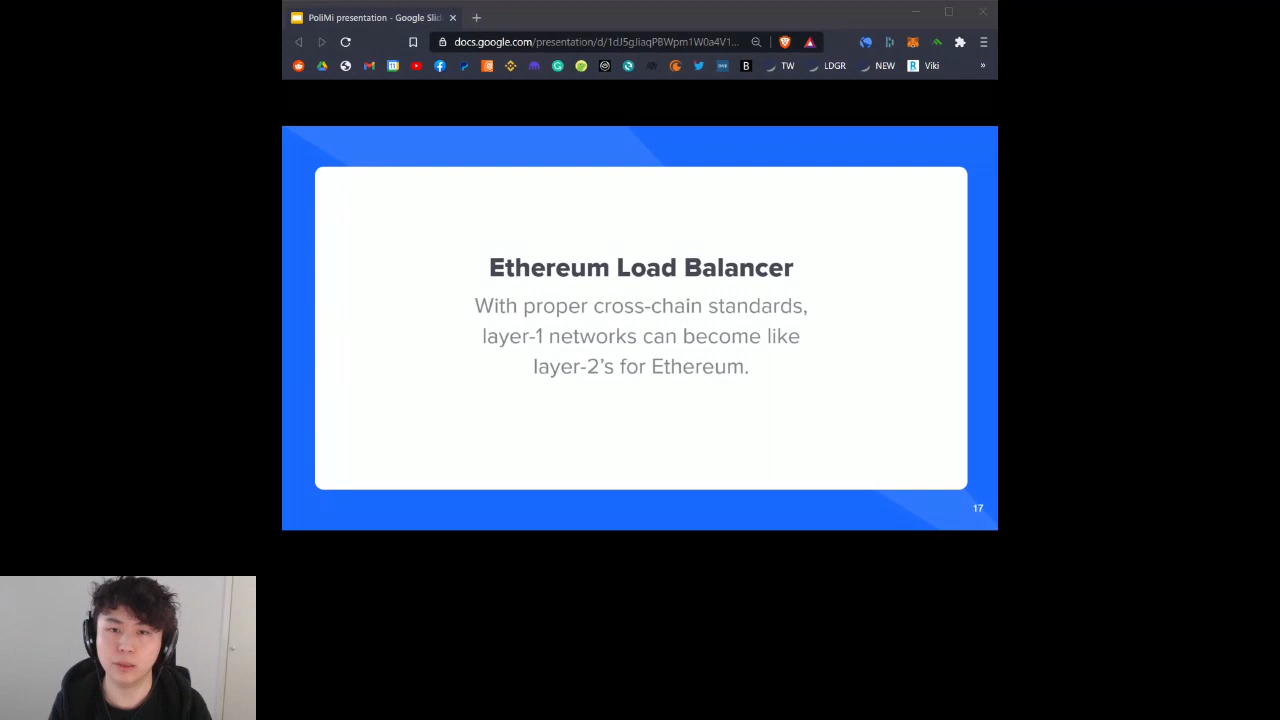 PoliMi presentation - Google Slid
docs.google.com/presentation/d/1dJ5gJiaqPBWpm1W0a4V1...
TW LDGR NEW Viki »
Ethereum Load Balancer
With proper cross-chain standards,
layer-1 networks can become like
layer-2's for Ethereum.
17